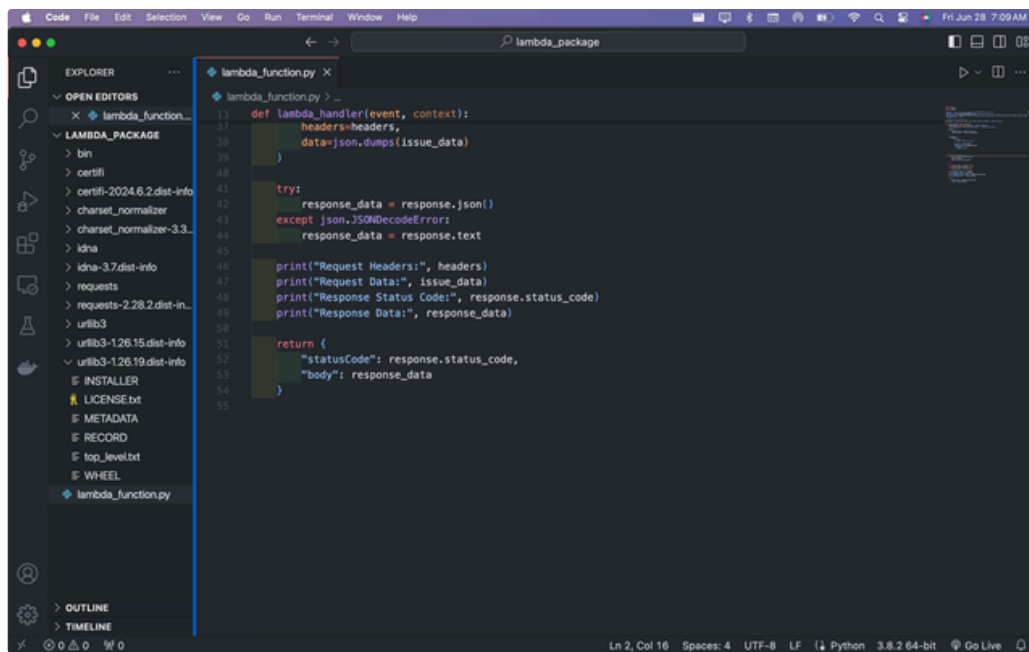 Code File Edit Selection View Go Run Terminal Window Help Fri Jun 28 7:09 AM
lambda_package
EXPLORER
OPEN EDITORS
lambda_function...
LAMBDA_PACKAGE
bin
certifi
certifi-2024.6.2.dist-info
charset_normalizer
charset_normalizer-3.3...
idna
idna-3.7.dist-info
requests
requests-2.28.2.dist-in...
urllib3
urllib3-1.26.15.dist-info
urllib3-1.26.19.dist-info
INSTALLER
LICENSE.txt
METADATA
RECORD
top_level.txt
WHEEL
lambda_function.py
OUTLINE
TIMELINE
lambda_function.py
lambda_function.py > ...
13 def lambda_handler(event, context):
37 headers=headers,
38 data=json.dumps(issue_data)
39 )
40
41 try:
42 response_data = response.json()
43 except json.JSONDecodeError:
44 response_data = response.text
45
46 print("Request Headers:", headers)
47 print("Request Data:", issue_data)
48 print("Response Status Code:", response.status_code)
49 print("Response Data:", response_data)
50
51 return {
52 "statusCode": response.status_code,
53 "body": response_data
54 }
55
0 0 0 Ln 2, Col 16 Spaces: 4 UTF-8 LF Python 3.8.2 64-bit Go Live